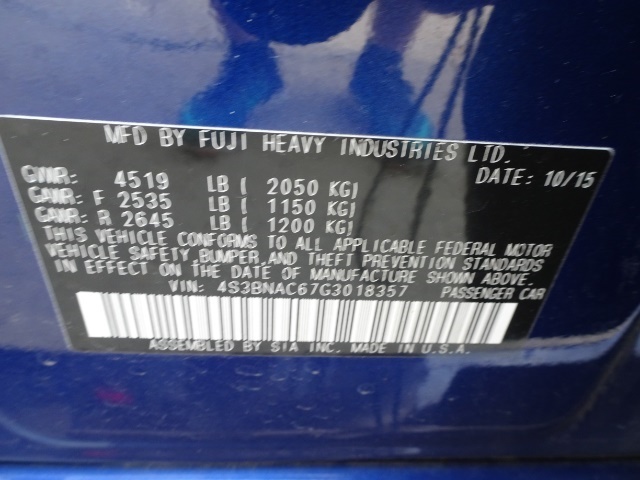 MFD BY FUJI HEAVY INDUSTRIES LTD.
GVWR: 4519 LB ( 2050 KG) DATE: 10/15
GAWR: F 2535 LB ( 1150 KG)
GAWR: R 2645 LB ( 1200 KG)
THIS VEHICLE CONFORMS TO ALL APPLICABLE FEDERAL MOTOR
VEHICLE SAFETY, BUMPER, AND THEFT PREVENTION STANDARDS
IN EFFECT ON THE DATE OF MANUFACTURE SHOWN ABOVE.
VIN: 4S3BNAC67G3018357 PASSENGER CAR
ASSEMBLED BY SIA INC. MADE IN U.S.A.